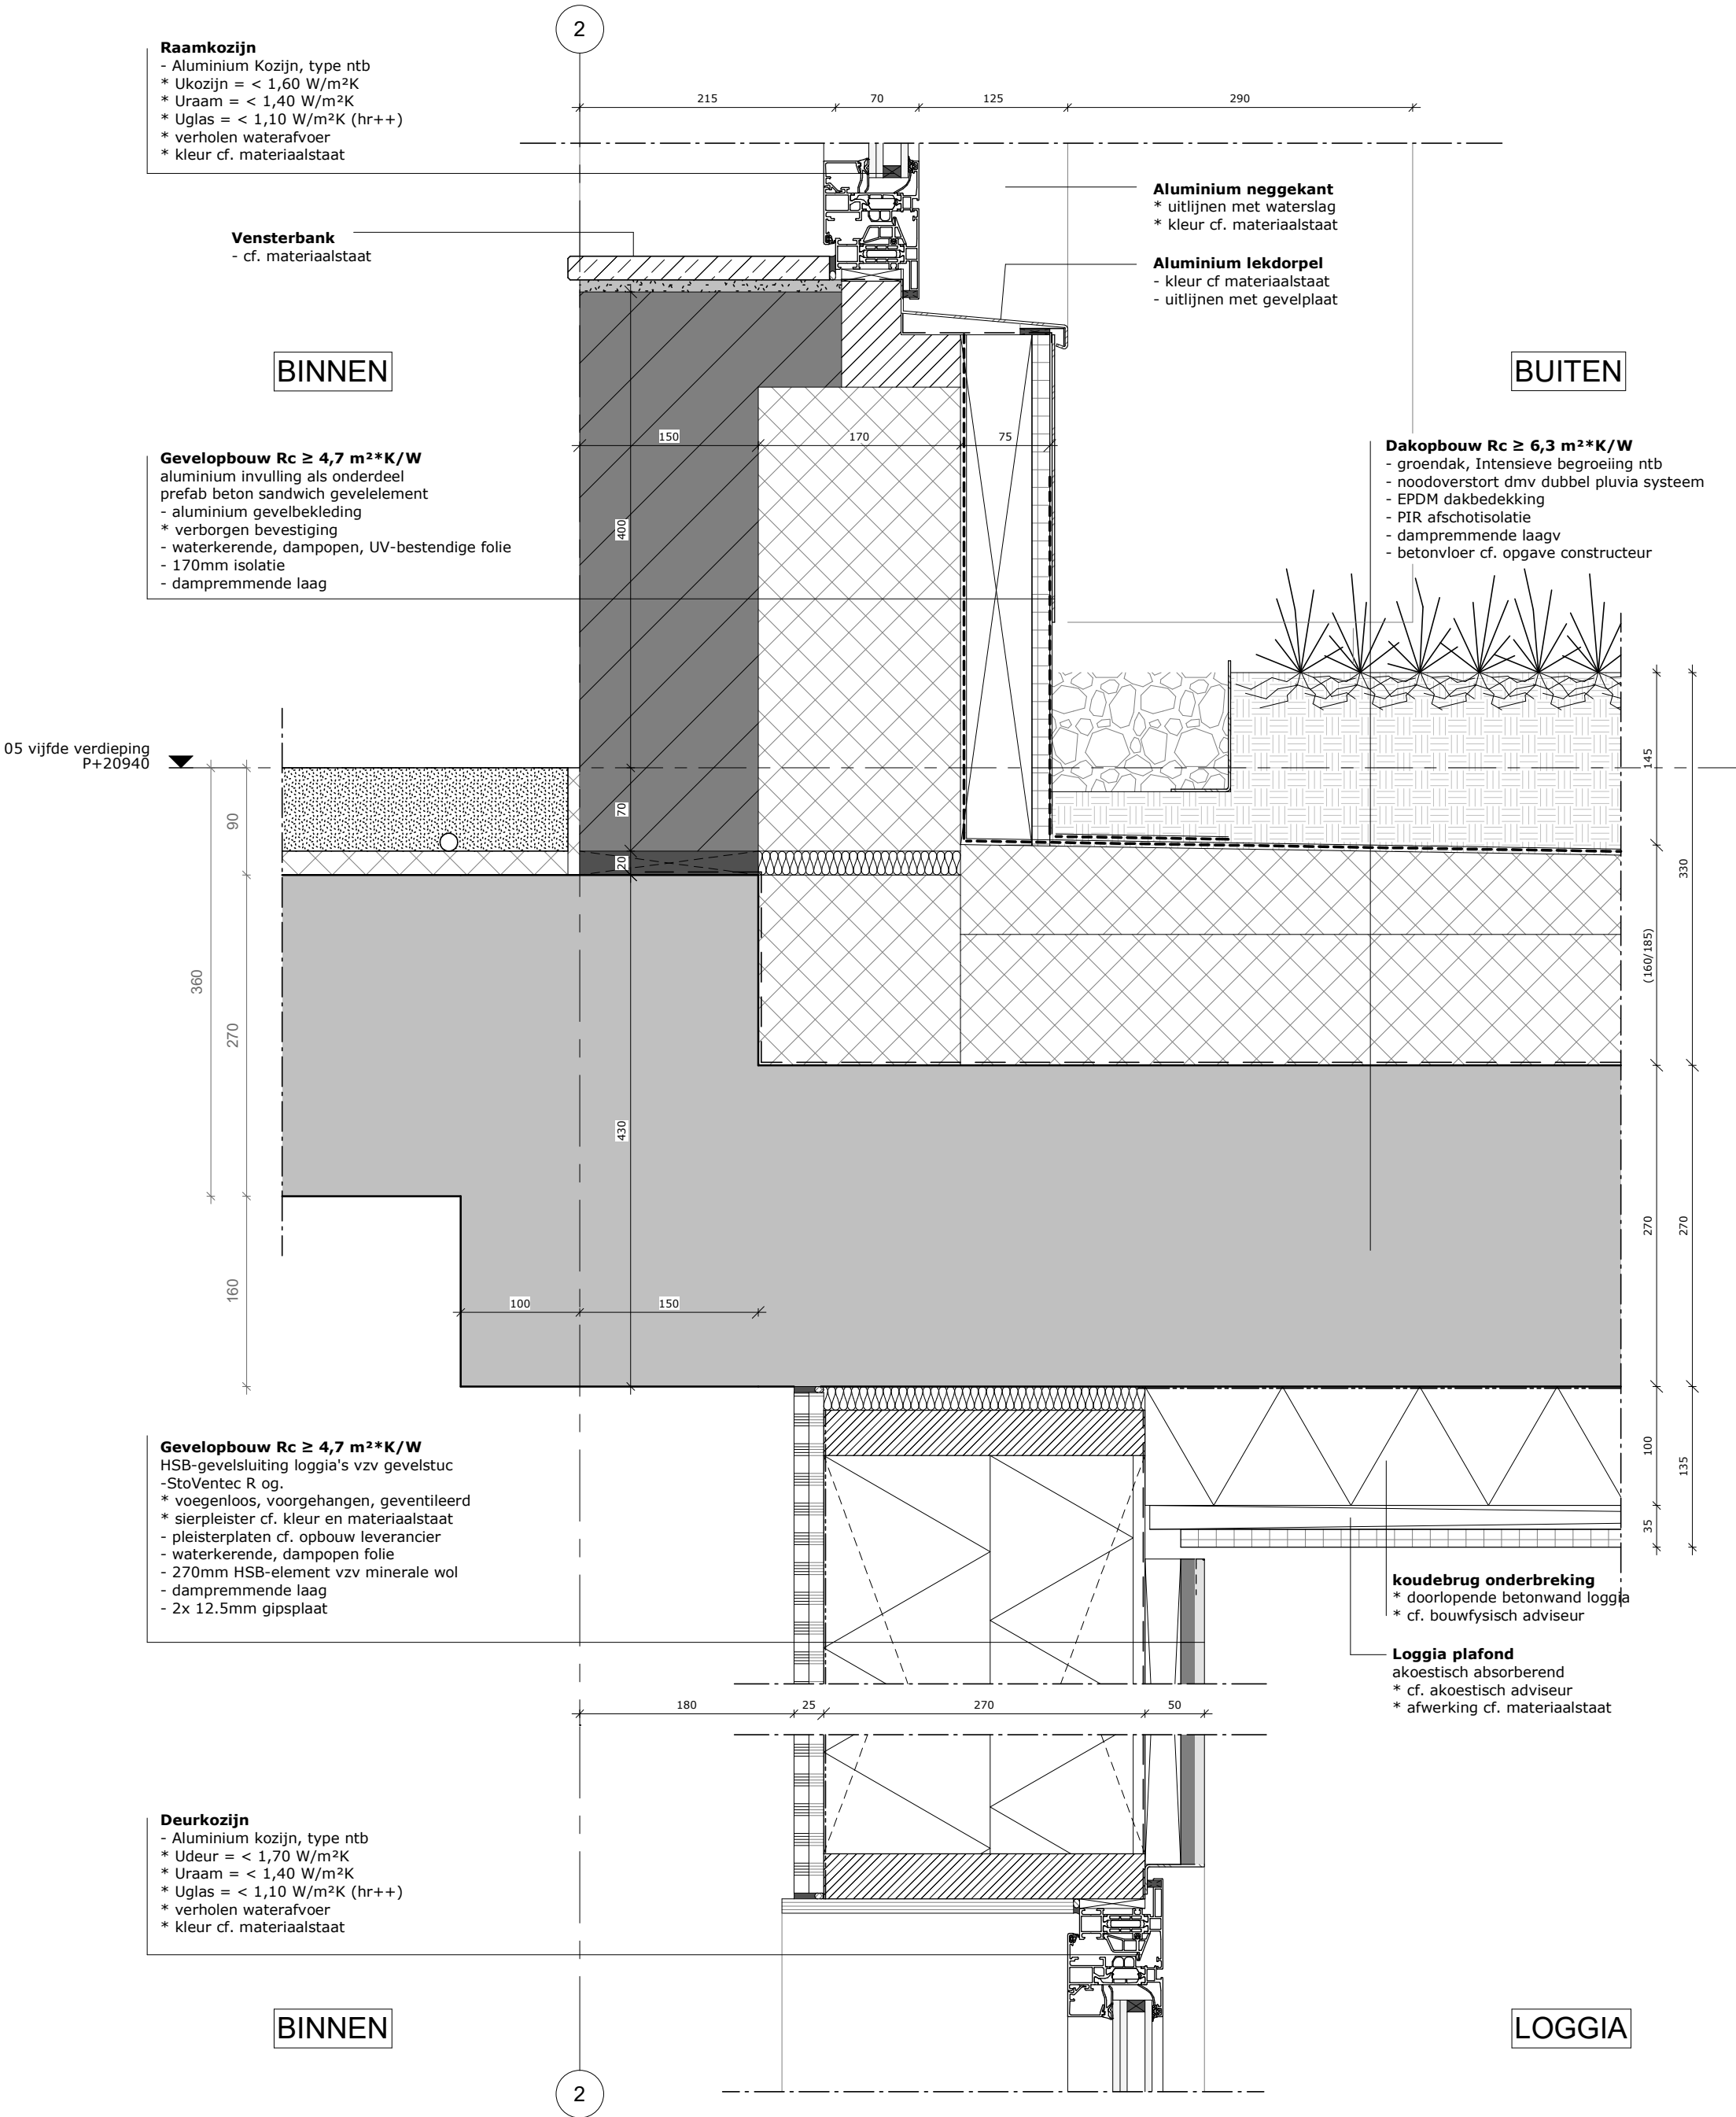 2
Raamkozijn
- Aluminium Kozijn, type ntb
* Ukozijn = < 1,60 W/m²K
* Uraam = < 1,40 W/m²K
* Uglas = < 1,10 W/m²K (hr++)
* verholen waterafvoer
* kleur cf. materiaalstaat
215
70
125
290
Aluminium neggekant
* uitlijnen met waterslag
* kleur cf. materiaalstaat
Vensterbank
- cf. materiaalstaat
Aluminium lekdorpel
- kleur cf materiaalstaat
- uitlijnen met gevelplaat
BINNEN
BUITEN
150
170
75
Gevelopbouw Rc ≥ 4,7 m²*K/W
aluminium invulling als onderdeel
prefab beton sandwich gevelelement
- aluminium gevelbekleding
* verborgen bevestiging
- waterkerende, dampopen, UV-bestendige folie
- 170mm isolatie
- dampremmende laag
Dakopbouw Rc ≥ 6,3 m²*K/W
- groendak, Intensieve begroeiing ntb
- noodoverstort dmv dubbel pluvia systeem
- EPDM dakbedekking
- PIR afschotisolatie
- dampremmende laagv
- betonvloer cf. opgave constructeur
400
05 vijfde verdieping
P+20940
145
90
70
20
330
(160/185)
360
270
430
270
270
160
100
150
Gevelopbouw Rc ≥ 4,7 m²*K/W
HSB-gevelsluiting loggia's vzv gevelstuc
-StoVentec R og.
* voegenloos, voorgehangen, geventileerd
* sierpleister cf. kleur en materiaalstaat
- pleisterplaten cf. opbouw leverancier
- waterkerende, dampopen folie
- 270mm HSB-element vzv minerale wol
- dampremmende laag
- 2x 12.5mm gipsplaat
100
135
35
koudebrug onderbreking
* doorlopende betonwand loggia
* cf. bouwfysisch adviseur
Loggia plafond
akoestisch absorberend
* cf. akoestisch adviseur
* afwerking cf. materiaalstaat
180
25
270
50
Deurkozijn
- Aluminium kozijn, type ntb
* Udeur = < 1,70 W/m²K
* Uraam = < 1,40 W/m²K
* Uglas = < 1,10 W/m²K (hr++)
* verholen waterafvoer
* kleur cf. materiaalstaat
BINNEN
LOGGIA
2